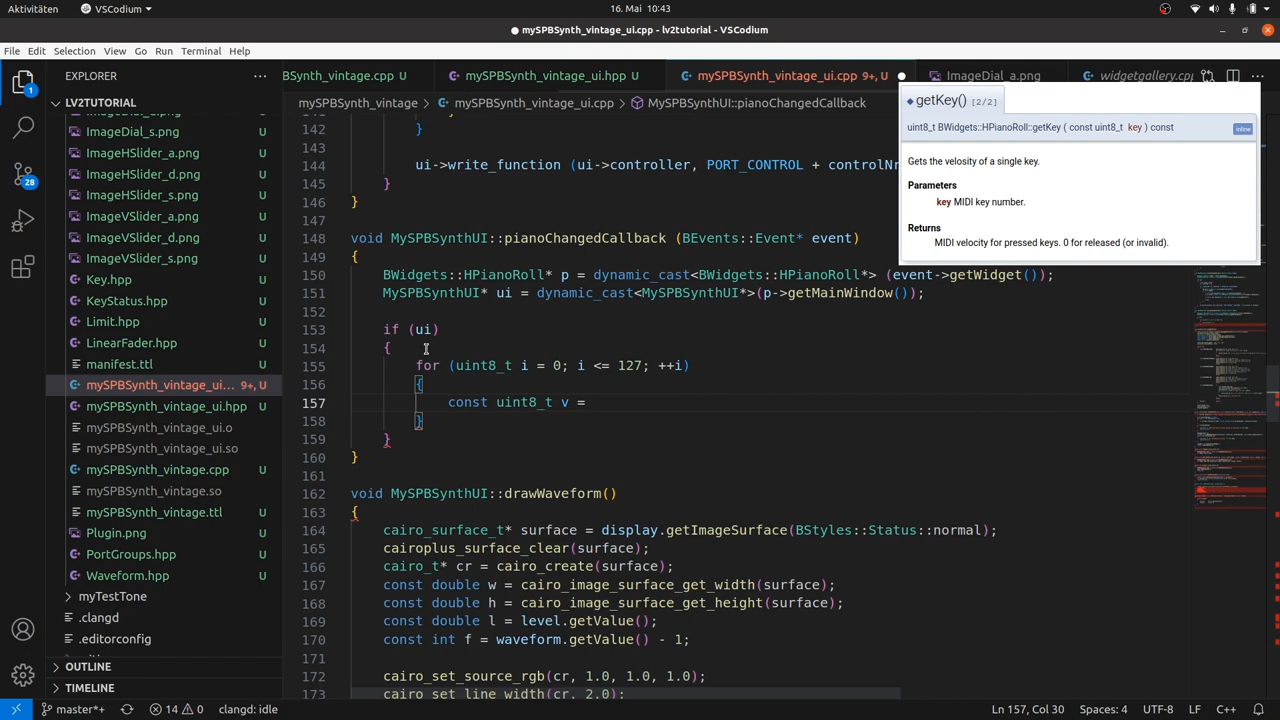 Aktivitäten
VSCodium
16. Mai 10:43
mySPBSynth_vintage_ui.cpp - lv2tutorial - VSCodium
File Edit Selection View Go Run Terminal Help
EXPLORER
BSynth_vintage.cpp U
mySPBSynth_vintage_ui.hpp U
mySPBSynth_vintage_ui.cpp 9+, U
ImageDial_a.png
widgetgallery.cpp
LV2TUTORIAL
mySPBSynth_vintage > mySPBSynth_vintage_ui.cpp > MySPBSynthUI::pianoChangedCallback
ImageDial_s.png U
ImageHSlider_a.png U
ImageHSlider_d.png U
ImageHSlider_s.png U
ImageVSlider_a.png U
ImageVSlider_d.png U
ImageVSlider_s.png U
Key.hpp U
KeyStatus.hpp U
Limit.hpp U
LinearFader.hpp U
manifest.ttl U
mySPBSynth_vintage_ui... 9+, U
mySPBSynth_vintage_ui.hpp U
mySPBSynth_vintage_ui.o
mySPBSynth_vintage_ui.so
mySPBSynth_vintage.cpp U
mySPBSynth_vintage.so
mySPBSynth_vintage.ttl U
Plugin.png U
PortGroups.hpp U
Waveform.hpp U
myTestTone
.clangd
.editorconfig
OUTLINE
TIMELINE
1
28
142 }
143
144 ui->write_function (ui->controller, PORT_CONTROL + controlNr
145 }
146 }
147
148 void MySPBSynthUI::pianoChangedCallback (BEvents::Event* event)
149 {
150 BWidgets::HPianoRoll* p = dynamic_cast<BWidgets::HPianoRoll*> (event->getWidget());
151 MySPBSynthUI* ui = dynamic_cast<MySPBSynthUI*>(p->getMainWindow());
152
153 if (ui)
154 {
155 for (uint8_t i = 0; i <= 127; ++i)
156 {
157 const uint8_t v =
158 }
159 }
160 }
161
162 void MySPBSynthUI::drawWaveform()
163 {
164 cairo_surface_t* surface = display.getImageSurface(BStyles::Status::normal);
165 cairoplus_surface_clear(surface);
166 cairo_t* cr = cairo_create(surface);
167 const double w = cairo_image_surface_get_width(surface);
168 const double h = cairo_image_surface_get_height(surface);
169 const double l = level.getValue();
170 const int f = waveform.getValue() - 1;
171
172 cairo_set_source_rgb(cr, 1.0, 1.0, 1.0);
173 cairo_set_line_width(cr, 2.0);
getKey() [2/2]
uint8_t BWidgets::HPianoRoll::getKey ( const uint8_t key ) const
inline
Gets the velosity of a single key.
Parameters
key MIDI key number.
Returns
MIDI velocity for pressed keys. 0 for released (or invalid).
master*+ 14 0 clangd: idle
Ln 157, Col 30 Spaces: 4 UTF-8 LF C++